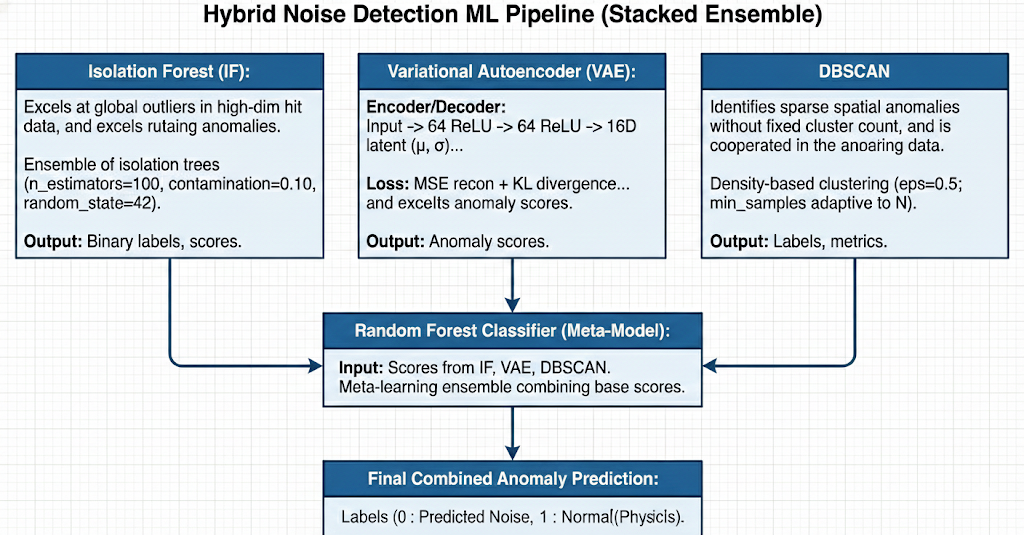 Hybrid Noise Detection ML Pipeline (Stacked Ensemble)
Isolation Forest (IF):
Excels at global outliers in high-dim hit
data, and excels rutaing anomalies.
Ensemble of isolation trees
(n_estimators=100, contamination=0.10,
random_state=42).
Output: Binary labels, scores.
Variational Autoencoder (VAE):
Encoder/Decoder:
Input -> 64 ReLU -> 64 ReLU -> 16D
latent (μ, σ)...
Loss: MSE recon + KL divergence...
and excelts anomaly scores.
Output: Anomaly scores.
DBSCAN
Identifies sparse spatial anomalies
without fixed cluster count, and is
cooperated in the anoaring data.
Density-based clustering (eps=0.5;
min_samples adaptive to N).
Output: Labels, metrics.
Random Forest Classifier (Meta-Model):
Input: Scores from IF, VAE, DBSCAN.
Meta-learning ensemble combining base scores.
Final Combined Anomaly Prediction:
Labels (0 : Predicted Noise, 1 : Normal(Physicls).